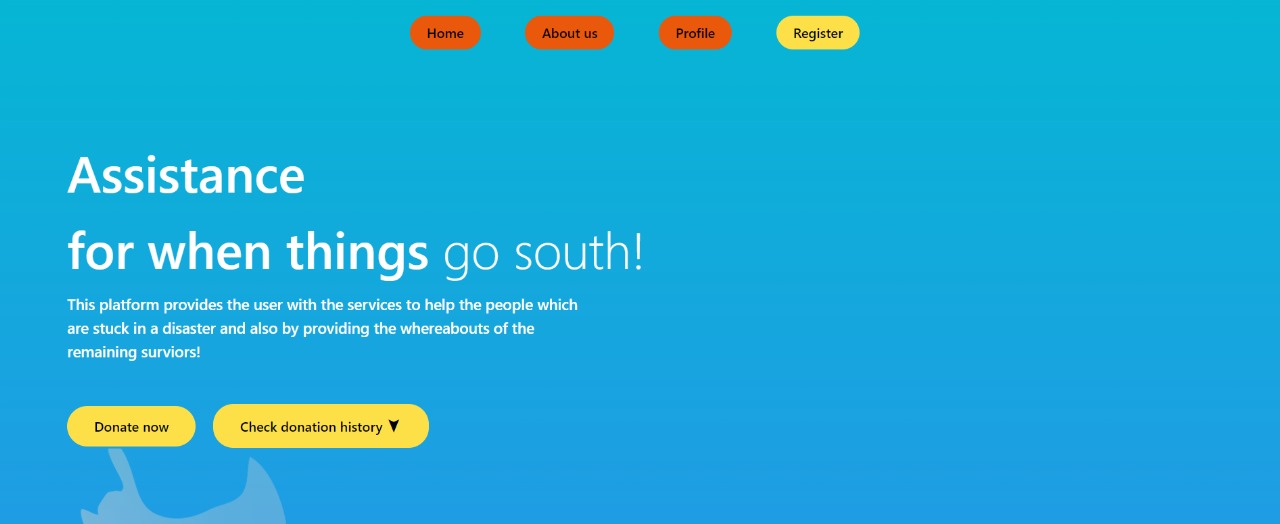 Home About us Profile Register
Assistance
for when things go south!
This platform provides the user with the services to help the people which
are stuck in a disaster and also by providing the whereabouts of the
remaining surviors!
Donate now Check donation history